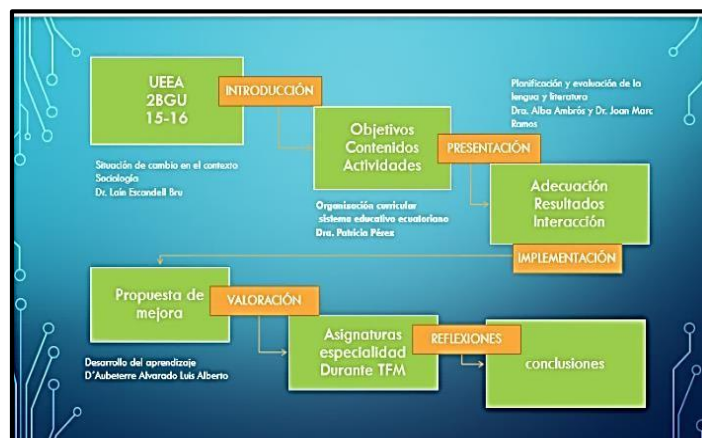 UEEA
2BGU
15-16
INTRODUCCIÓN
Situación de cambio en el contexto
Sociología
Dr. Laín Escandell Bru
Objetivos
Contenidos
Actividades
PRESENTACIÓN
Organización curricular
sistema educativo ecuatoriano
Dra. Patricia Pérez
Planificación y evaluación de la
lengua y literatura
Dra. Alba Ambrós y Dr. Joan Marc
Ramos
Adecuación
Resultados
Interacción
IMPLEMENTACIÓN
Propuesta de
mejora
VALORACIÓN
Desarrollo del aprendizaje
D'Aubeterre Alvarado Luis Alberto
Asignaturas
especialidad
Durante TFM
REFLEXIONES
conclusiones